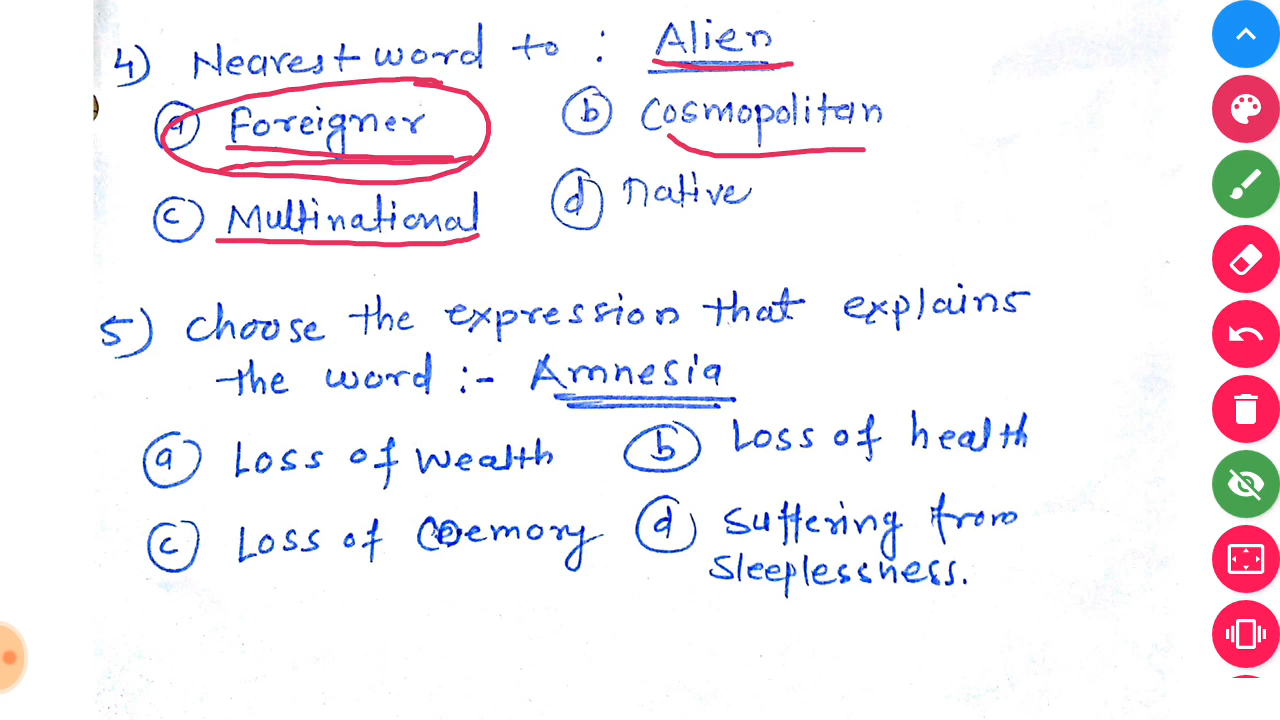 4) Nearest word to : Alien
a Foreigner b Cosmopolitan
c Multinational d native
5) choose the expression that explains
the word :- Amnesia
a Loss of wealth b Loss of health
c Loss of memory d Suffering from
Sleeplessness.